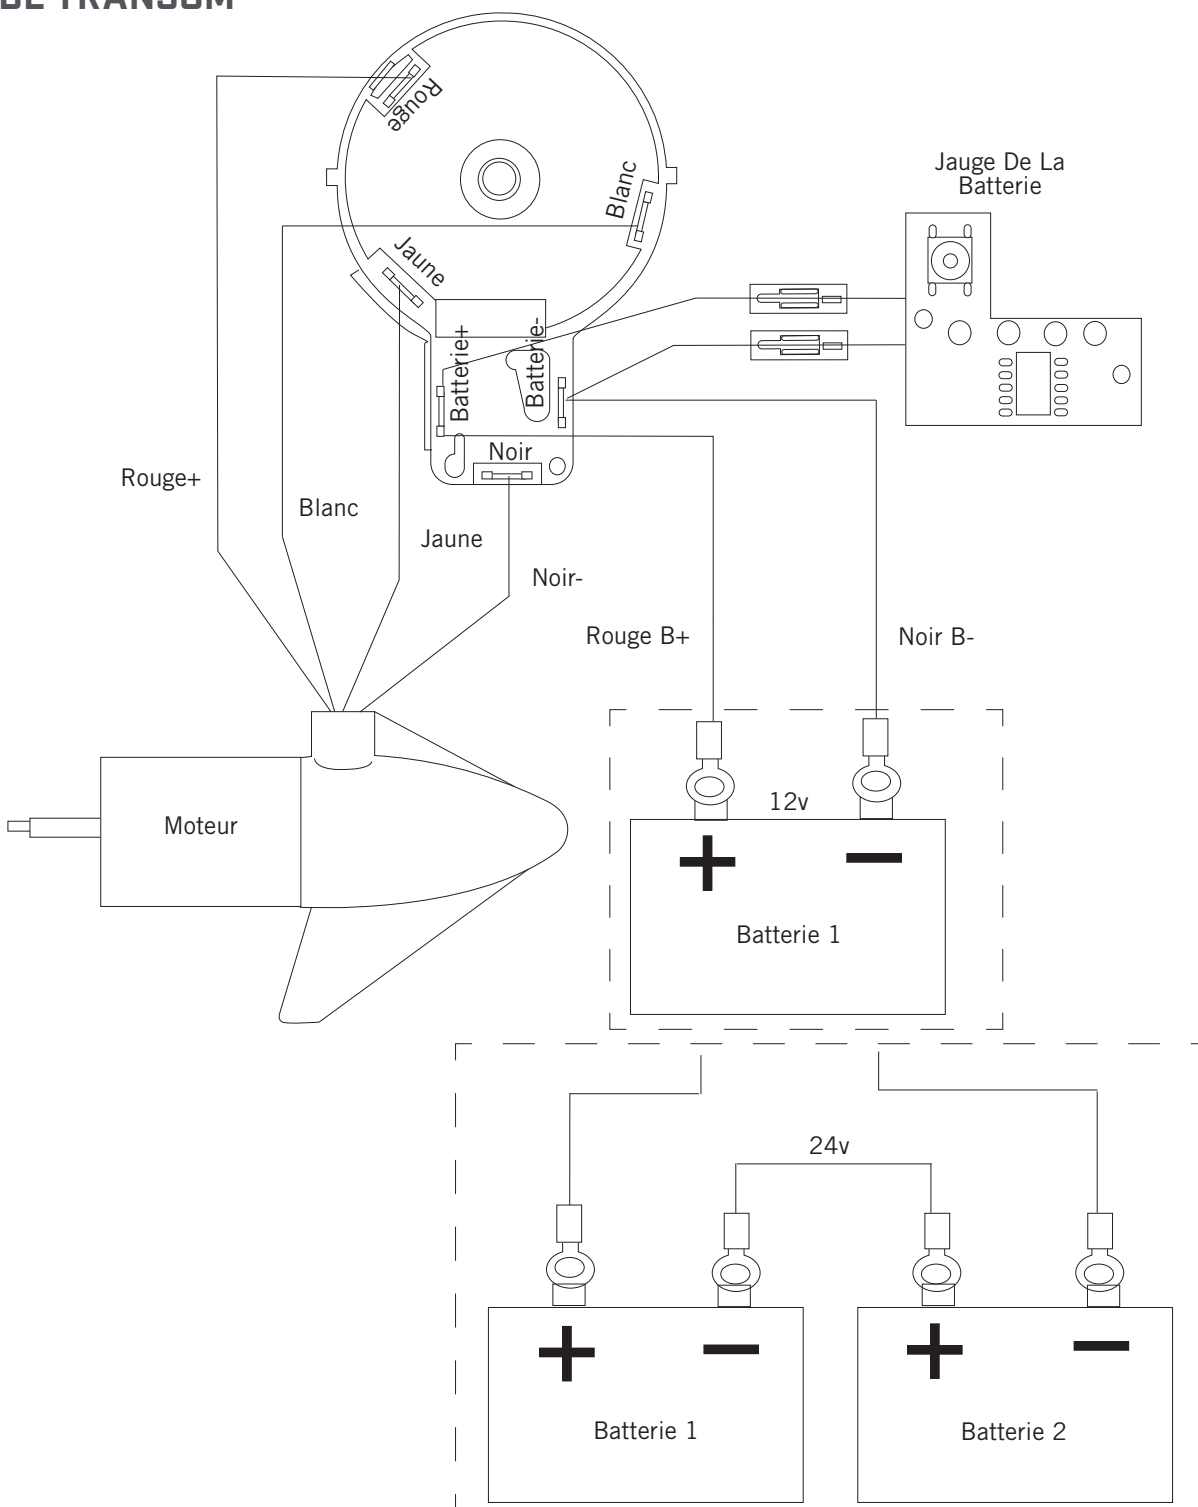 DE TRANSOM
Rouge
Blanc
Jauge De La
Batterie
Jaune
Batterie+
Batterie-
Noir
Rouge+
Blanc
Jaune
Noir-
Rouge B+
Noir B-
12v
Moteur
+
−
Batterie 1
24v
+
−
+
−
Batterie 1
Batterie 2